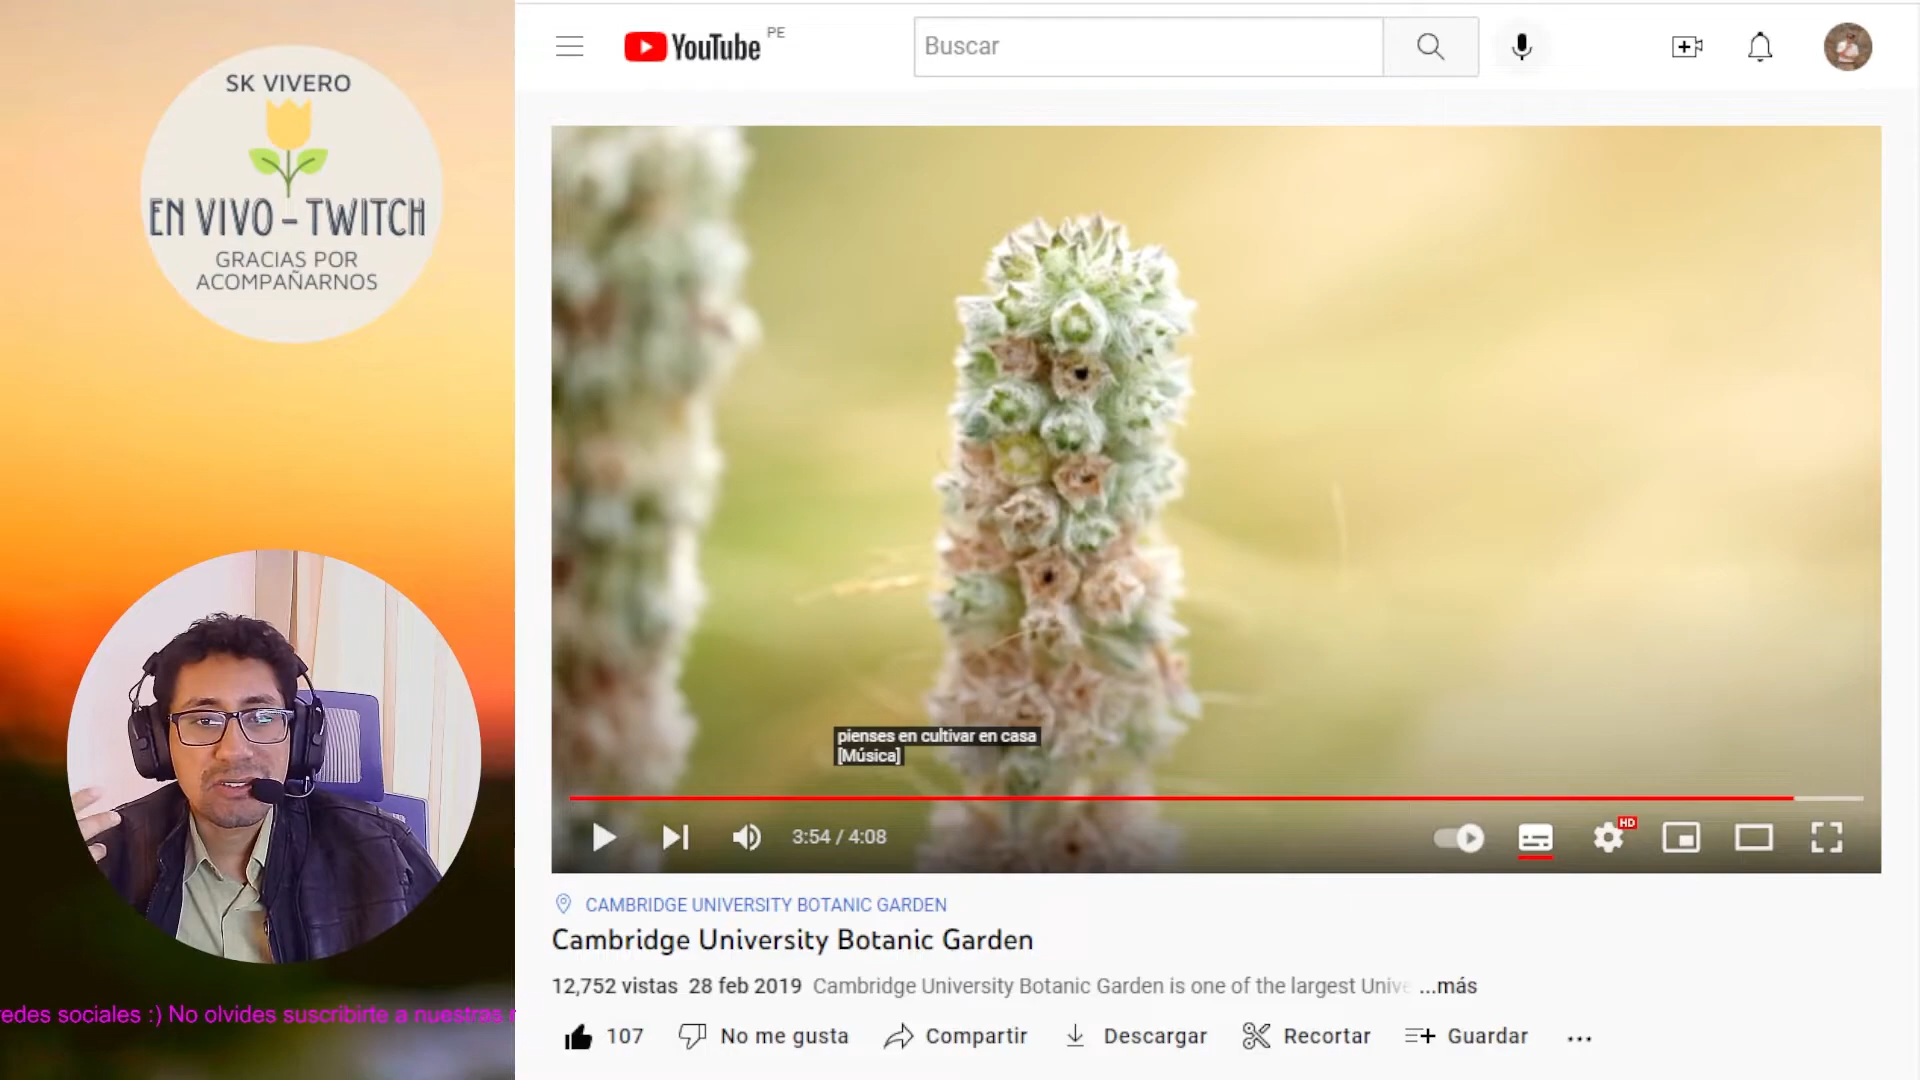 SK VIVERO
EN VIVO - TWITCH
GRACIAS POR
ACOMPAÑARNOS
edes sociales :) No olvides suscribirte a nuestras
YouTube PE
Buscar
pienses en cultivar en casa
[Música]
3:54 / 4:08
HD
CAMBRIDGE UNIVERSITY BOTANIC GARDEN
Cambridge University Botanic Garden
12,752 vistas 28 feb 2019 Cambridge University Botanic Garden is one of the largest Unive ...más
107 No me gusta Compartir Descargar Recortar Guardar ...